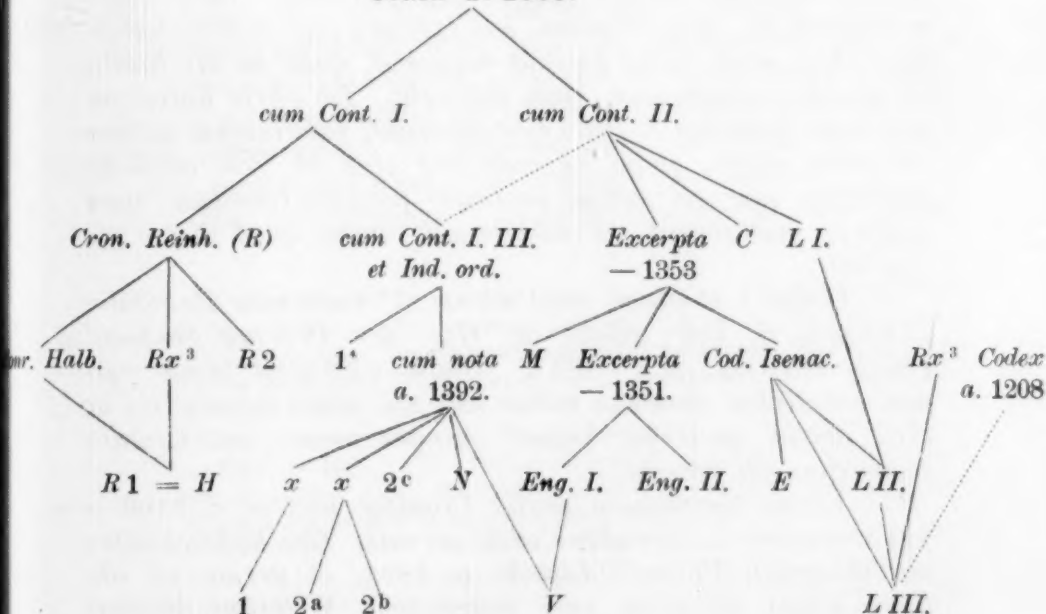 cum Cont. I. cum Cont. II.
Cron. Reinh. (R) cum Cont. I. III. Excerpta C L I.
et Ind. ord. — 1353
Halb. Rx³ R 2 1* cum nota M Excerpta Cod. Isenac. Rx³ Codex
a. 1392. 1351. a. 1208
R 1 = H x x 2ᶜ N Eng. I. Eng. II. E L II.
1 2ᵃ 2ᵇ V L III.